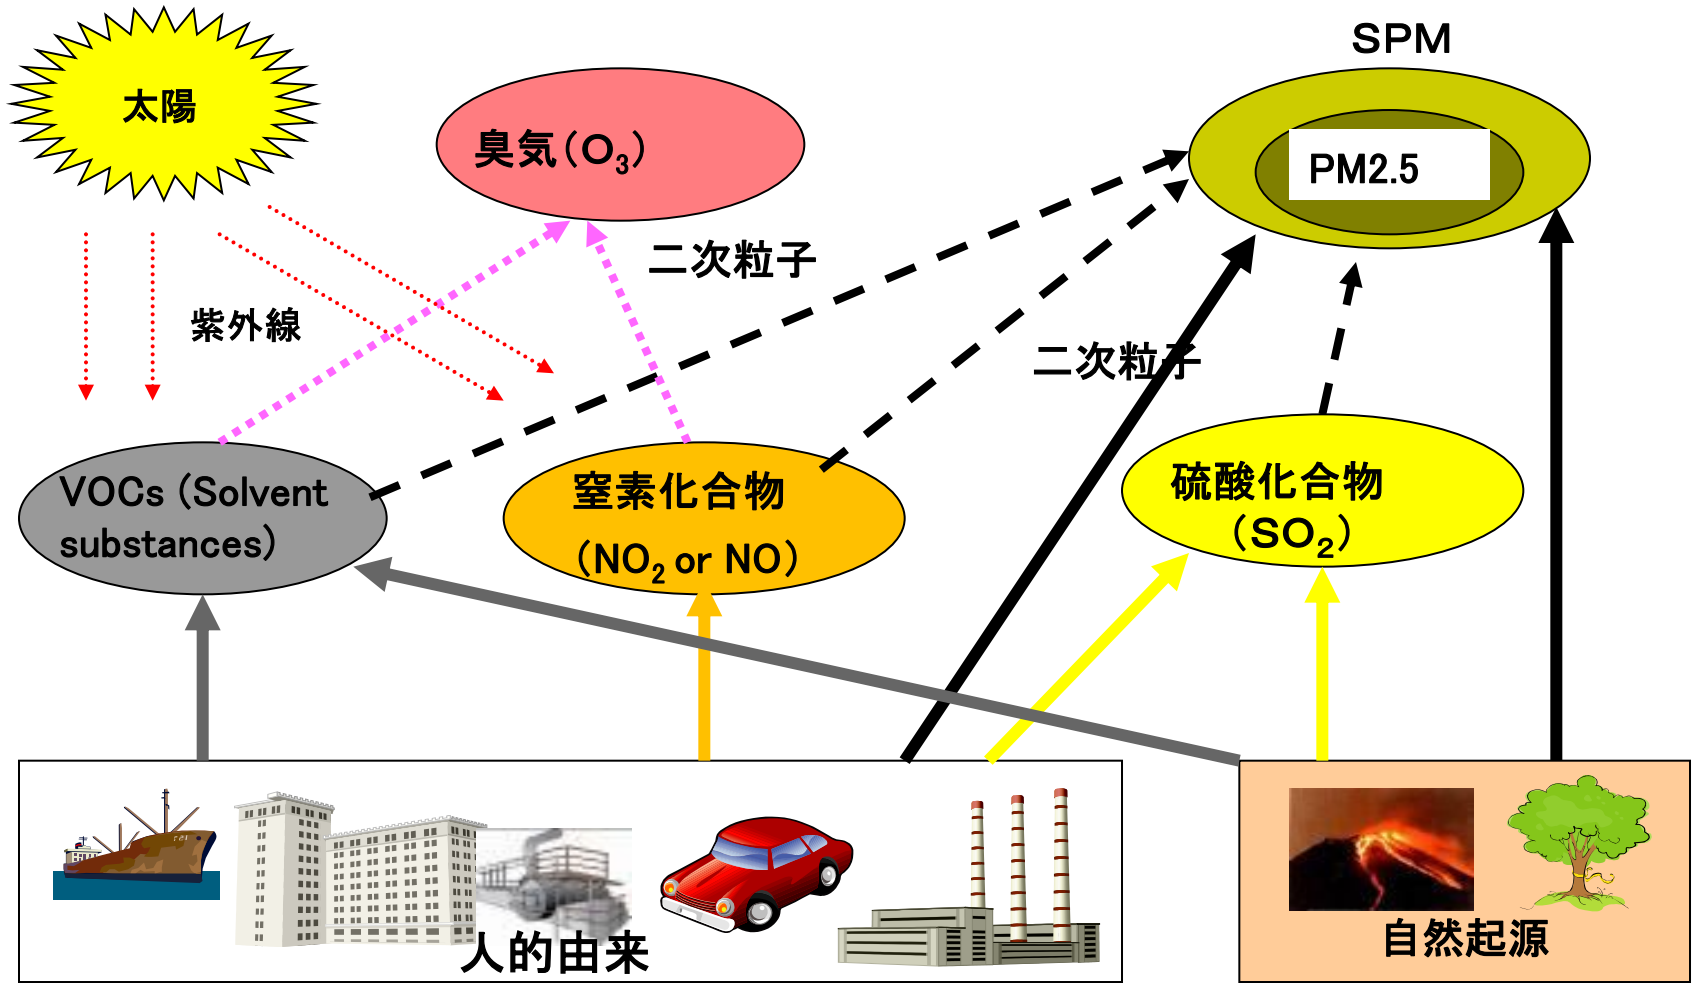 SPM
太陽
臭気(O₃)
PM2.5
二次粒子
紫外線
二次粒子
VOCs (Solvent
substances)
窒素化合物
(NO₂ or NO)
硫酸化合物
(SO₂)
人的由来
自然起源